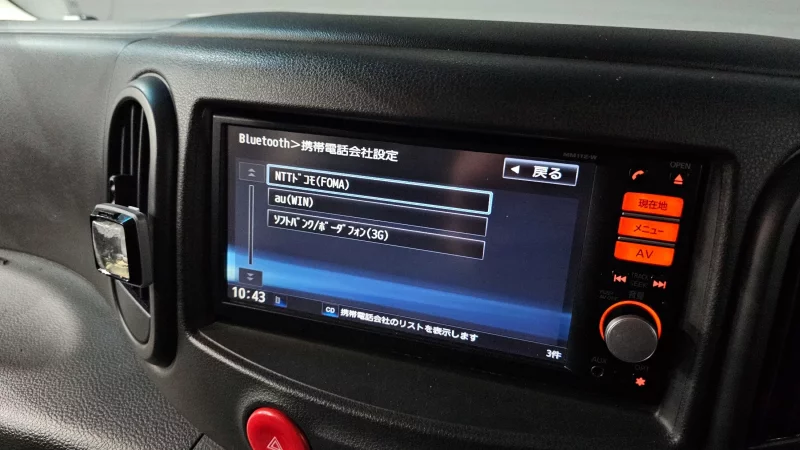 Bluetooth>携帯電話会社設定
戻る
NTTﾄﾞｺﾓ(FOMA)
au(WIN)
ｿﾌﾄﾊﾞﾝｸ/ﾎﾞｰﾀﾞﾌｫﾝ(3G)
10:43
CD 携帯電話会社のリストを表示します
3件
OPEN
現在地
メニュー
AV
AUX